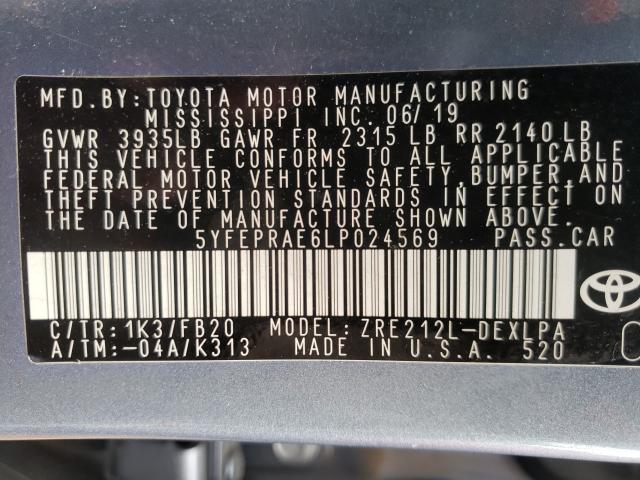 MFD. BY: TOYOTA MOTOR MANUFACTURING
MISSISSIPPI INC. 06/19
GVWR 3935LB GAWR FR 2315 LB RR 2140 LB
THIS VEHICLE CONFORMS TO ALL APPLICABLE
FEDERAL MOTOR VEHICLE SAFETY, BUMPER, AND
THEFT PREVENTION STANDARDS IN EFFECT ON
THE DATE OF MANUFACTURE SHOWN ABOVE.
5YFEPRAE6LP024569 PASS. CAR
C/TR: 1K3/FB20 MODEL: ZRE212L-DEXLPA
A/TM: -04A/K313 MADE IN U.S.A. 520